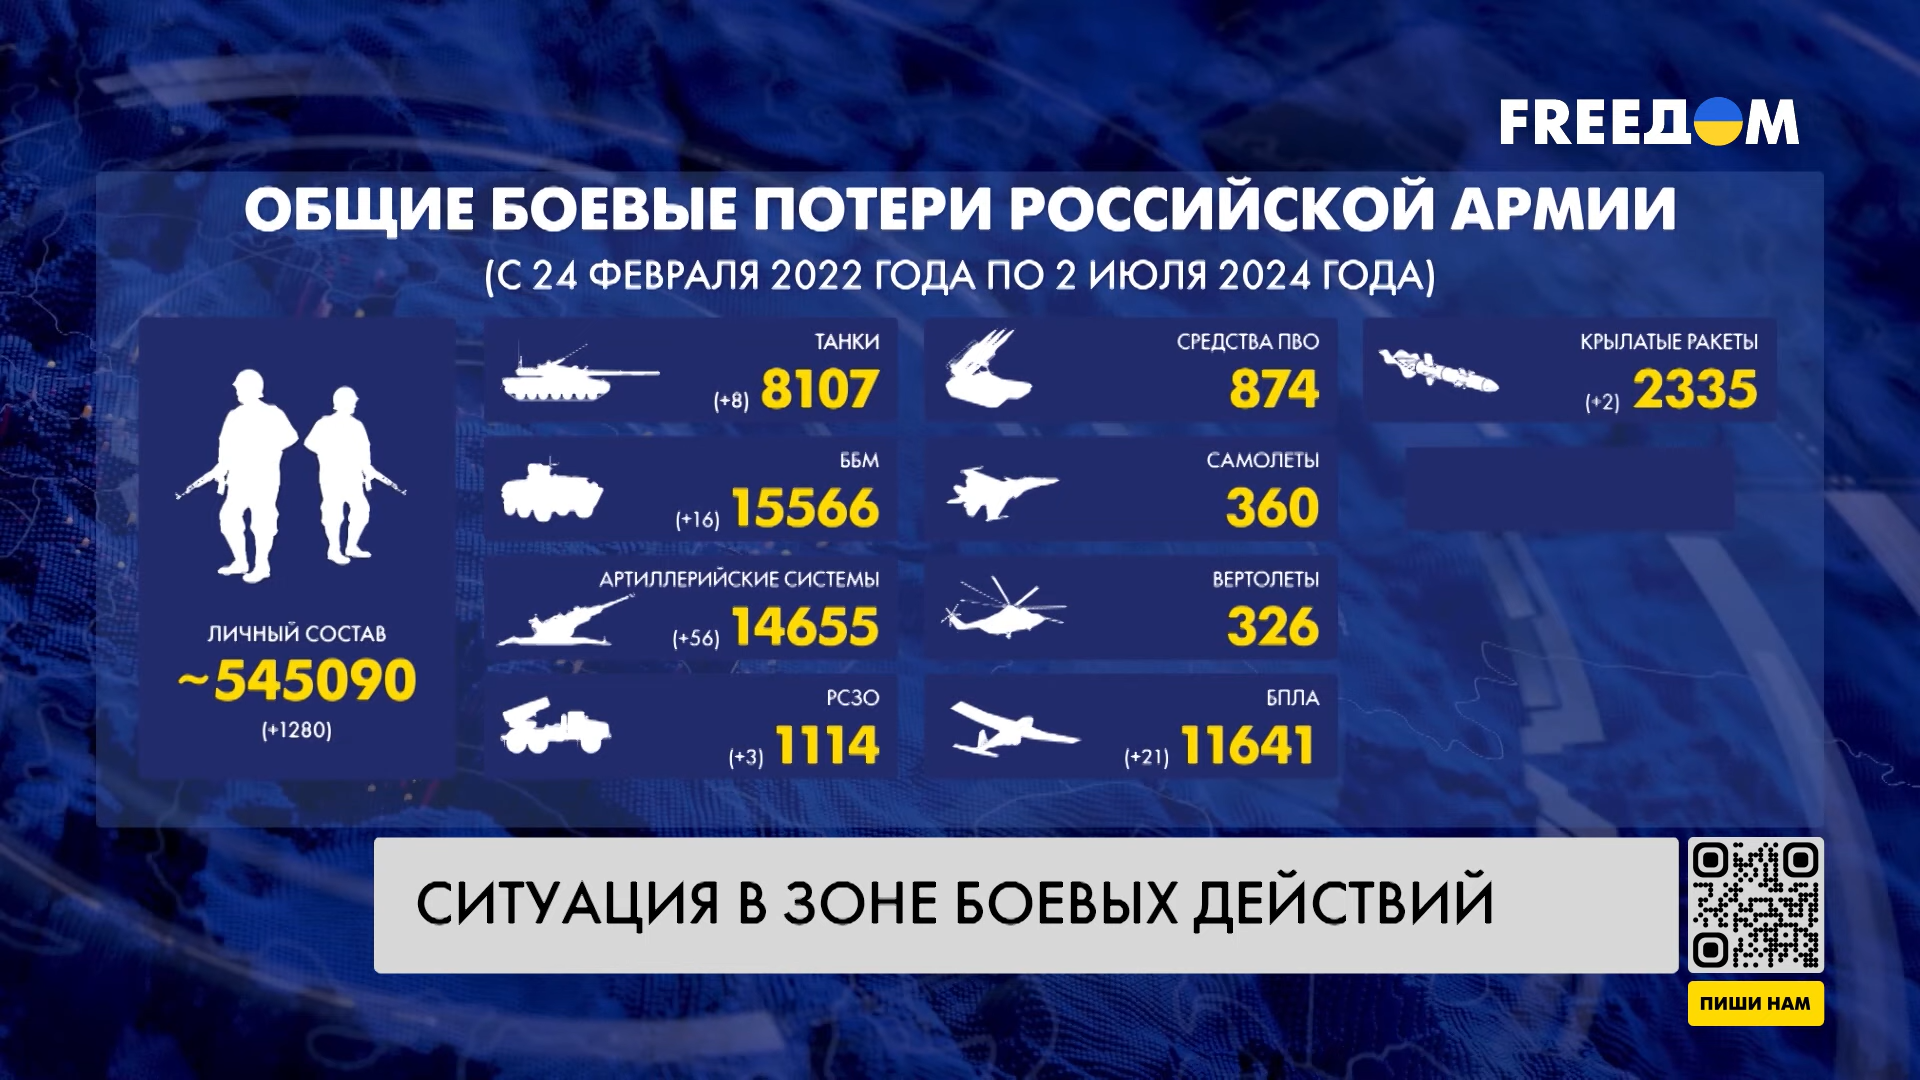 FREEДОМ
ОБЩИЕ БОЕВЫЕ ПОТЕРИ РОССИЙСКОЙ АРМИИ
(С 24 ФЕВРАЛЯ 2022 ГОДА ПО 2 ИЮЛЯ 2024 ГОДА)
ЛИЧНЫЙ СОСТАВ
~545090
(+1280)
ТАНКИ
(+8) 8107
ББМ
(+16) 15566
АРТИЛЛЕРИЙСКИЕ СИСТЕМЫ
(+56) 14655
РСЗО
(+3) 1114
СРЕДСТВА ПВО
874
САМОЛЕТЫ
360
ВЕРТОЛЕТЫ
326
БПЛА
(+21) 11641
КРЫЛАТЫЕ РАКЕТЫ
(+2) 2335
СИТУАЦИЯ В ЗОНЕ БОЕВЫХ ДЕЙСТВИЙ
ПИШИ НАМ